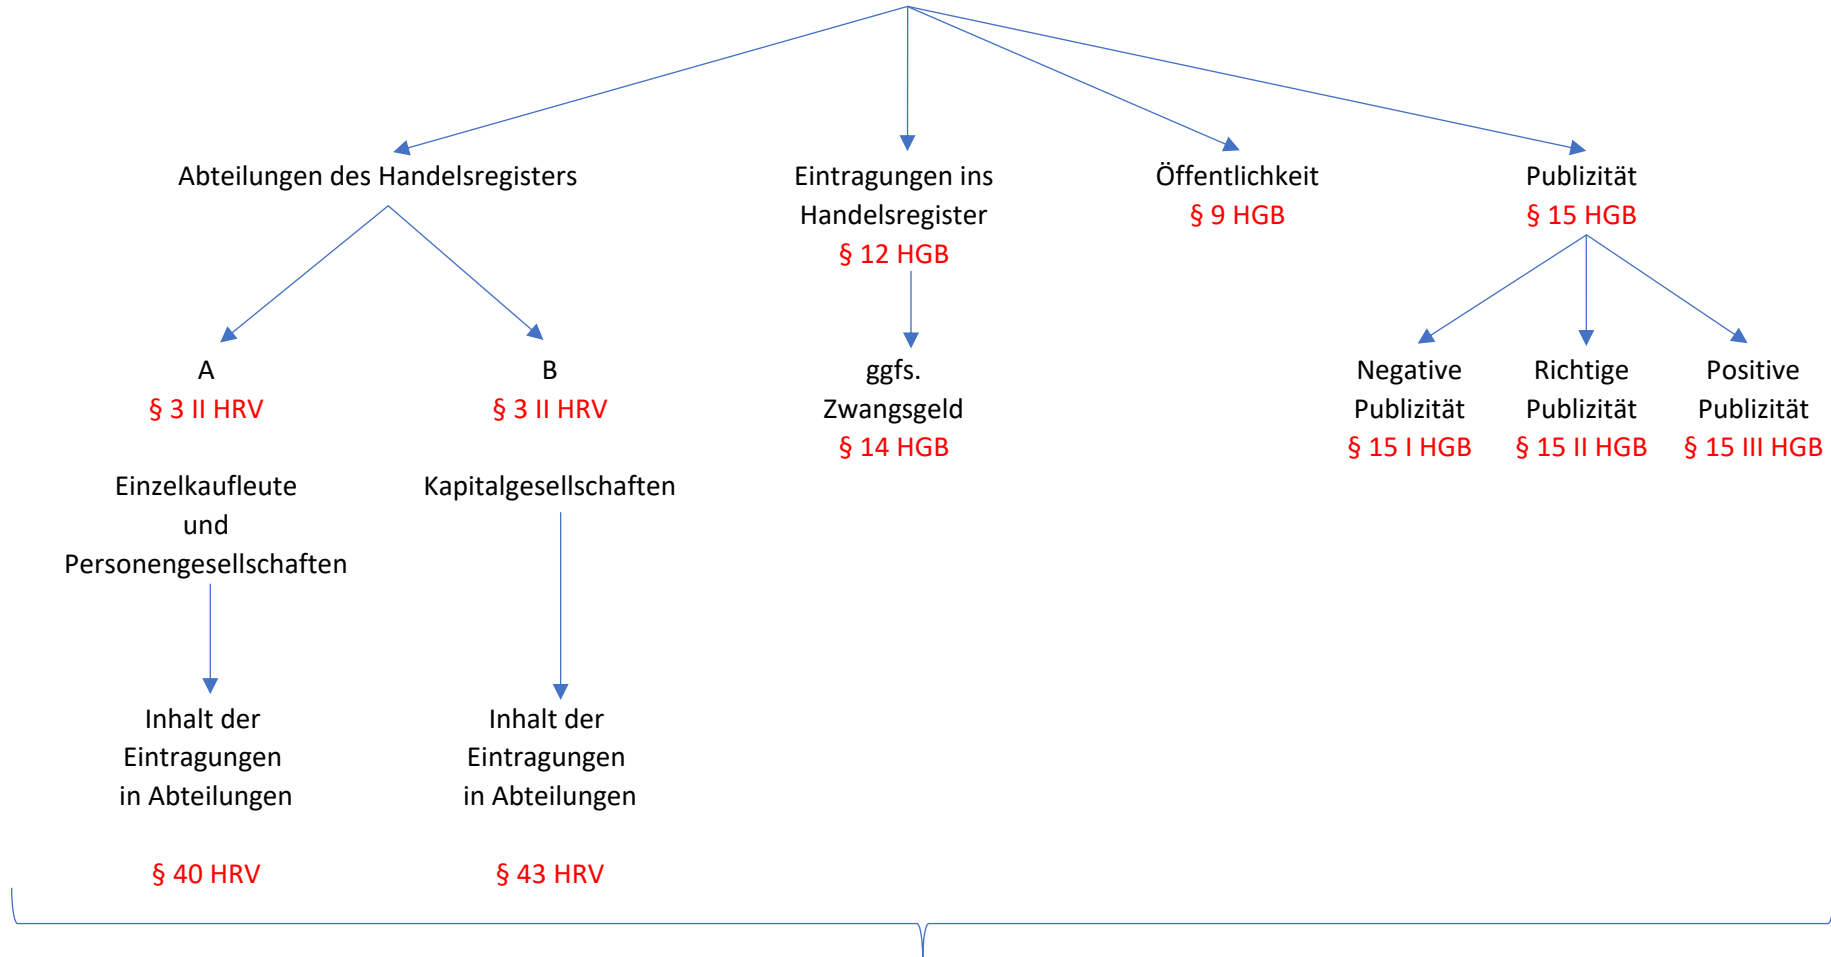 Abteilungen des Handelsregisters
Eintragungen ins
Handelsregister
§ 12 HGB
Öffentlichkeit
§ 9 HGB
Publizität
§ 15 HGB
A
§ 3 II HRV
Einzelkaufleute
und
Personengesellschaften
B
§ 3 II HRV
Kapitalgesellschaften
ggfs.
Zwangsgeld
§ 14 HGB
Negative
Publizität
§ 15 I HGB
Richtige
Publizität
§ 15 II HGB
Positive
Publizität
§ 15 III HGB
Inhalt der
Eintragungen
in Abteilungen
§ 40 HRV
Inhalt der
Eintragungen
in Abteilungen
§ 43 HRV